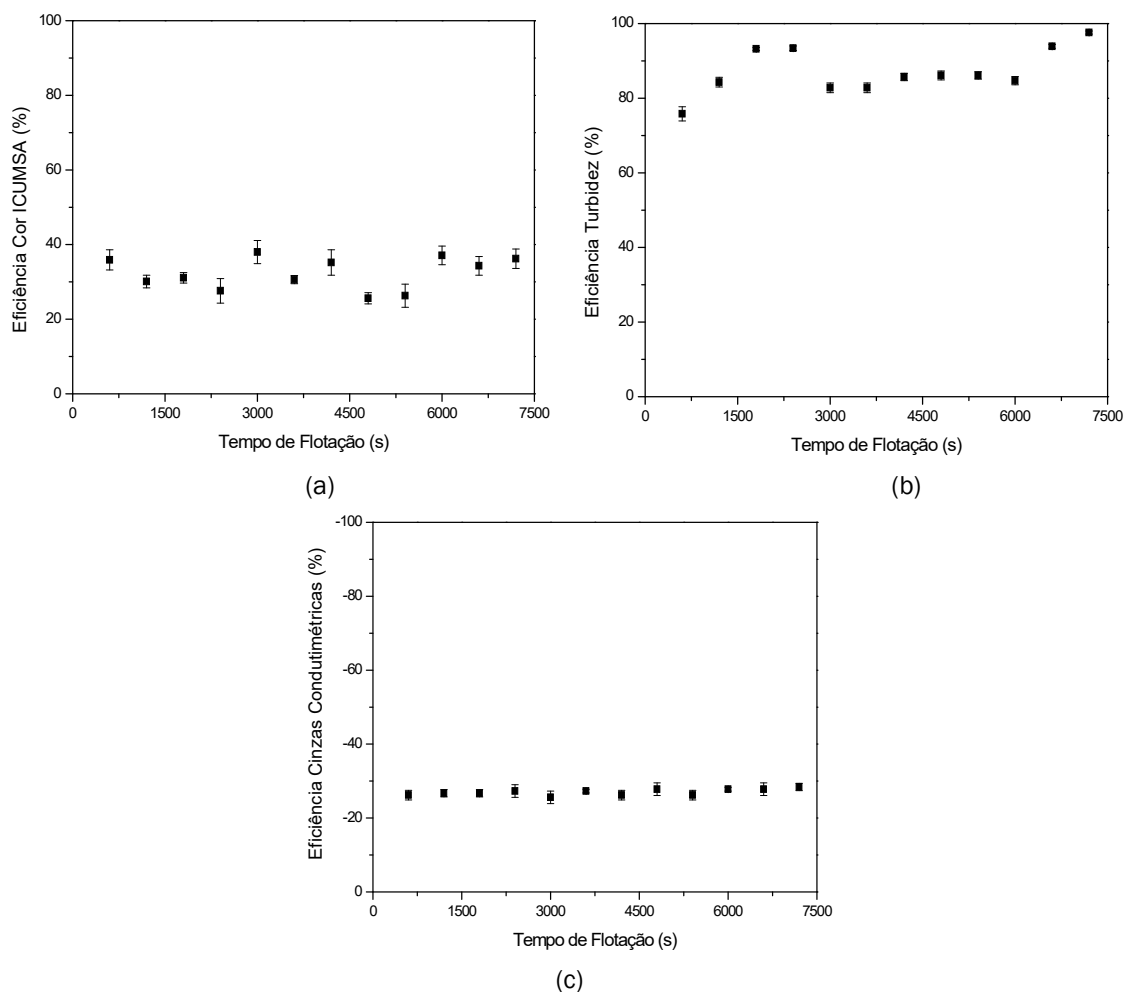 100
80
60
40
20
0
Eficiência Cor ICUMSA (%)
0 1500 3000 4500 6000 7500
Tempo de Flotação (s)
(a)
100
80
60
40
20
0
Eficiência Turbidez (%)
0 1500 3000 4500 6000 7500
Tempo de Flotação (s)
(b)
-100
-80
-60
-40
-20
0
Eficiência Cinzas Condutimétricas (%)
0 1500 3000 4500 6000 7500
Tempo de Flotação (s)
(c)